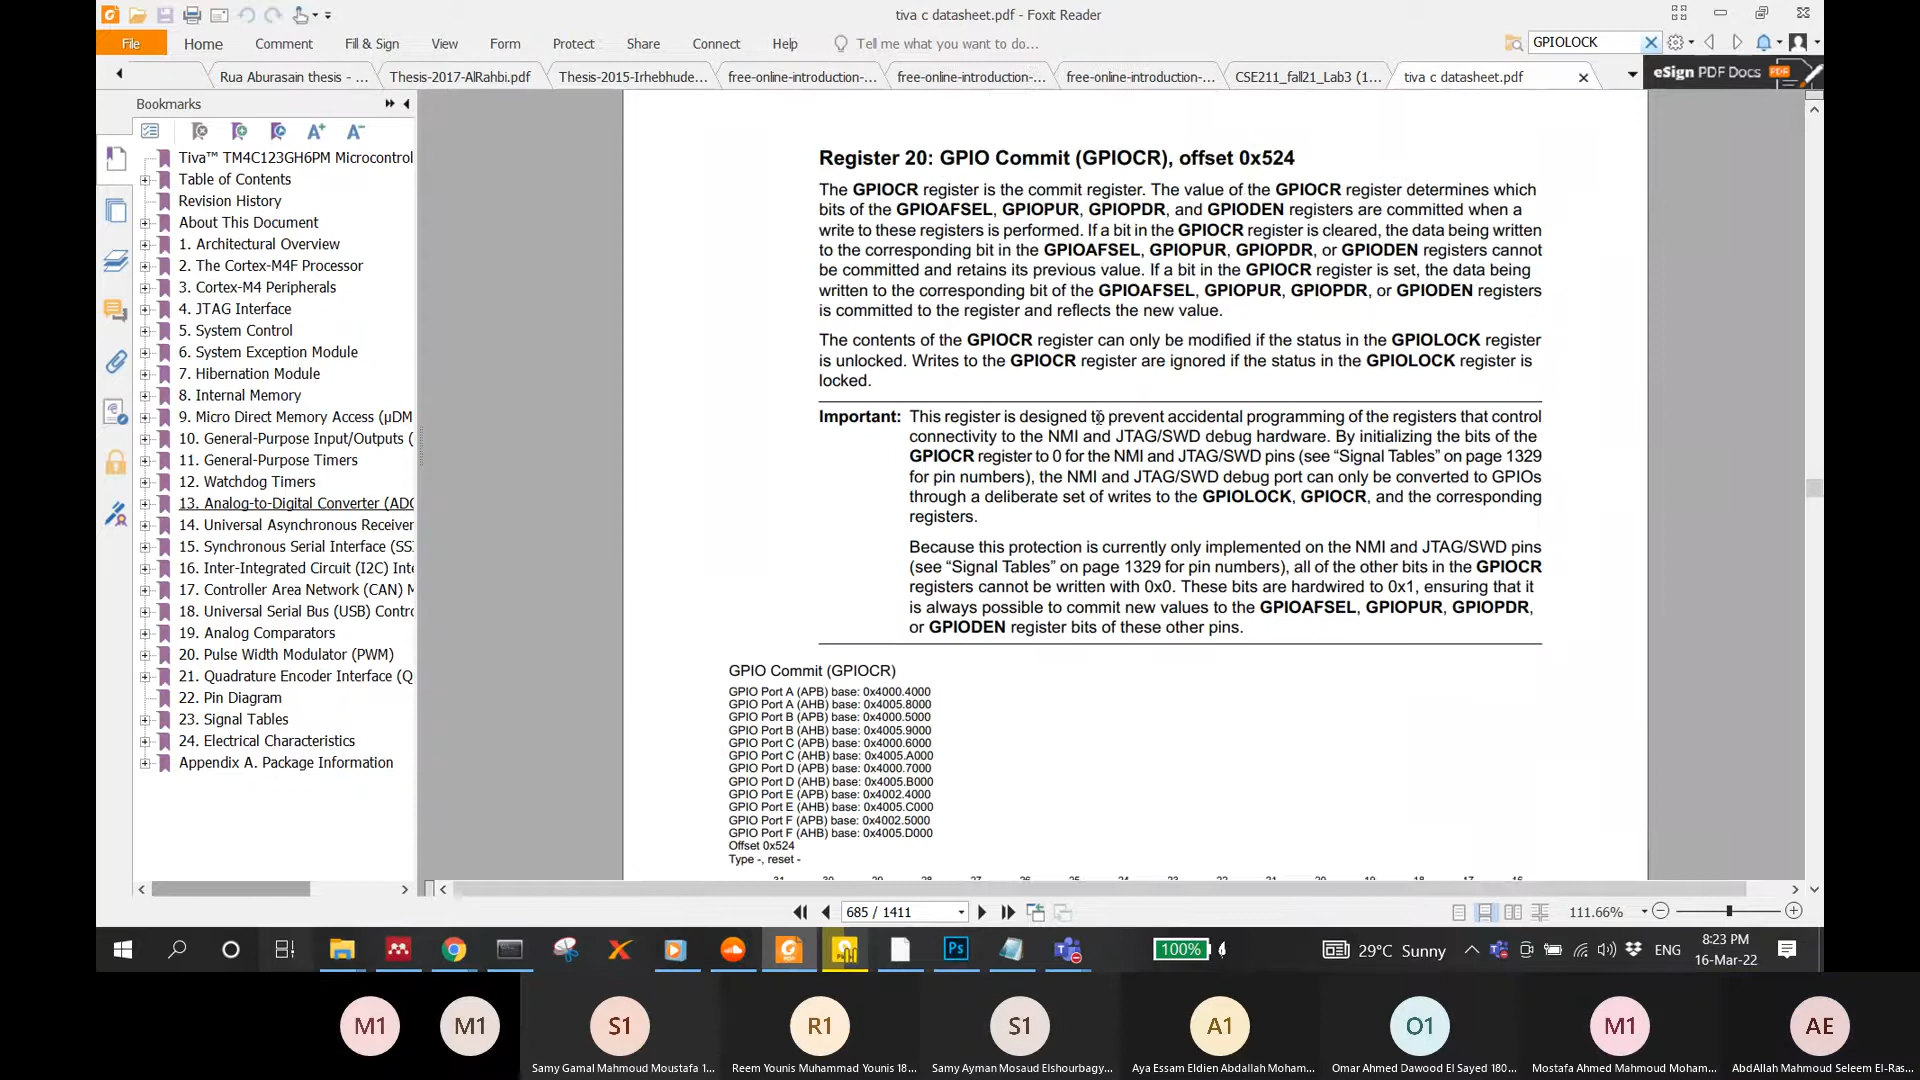 tiva c datasheet.pdf - Foxit Reader
File Home Comment Fill & Sign View Form Protect Share Connect Help Tell me what you want to do... GPIOLOCK
Rua Aburasain thesis - ... Thesis-2017-AlRahbi.pdf Thesis-2015-Irhebhude... free-online-introduction-... free-online-introduction-... free-online-introduction-... CSE211_fall21_Lab3 (1... tiva c datasheet.pdf eSign PDF Docs PDF
Bookmarks
Tiva™ TM4C123GH6PM Microcontrol
Table of Contents
Revision History
About This Document
1. Architectural Overview
2. The Cortex-M4F Processor
3. Cortex-M4 Peripherals
4. JTAG Interface
5. System Control
6. System Exception Module
7. Hibernation Module
8. Internal Memory
9. Micro Direct Memory Access (µDM
10. General-Purpose Input/Outputs (
11. General-Purpose Timers
12. Watchdog Timers
13. Analog-to-Digital Converter (ADC
14. Universal Asynchronous Receiver
15. Synchronous Serial Interface (SS
16. Inter-Integrated Circuit (I2C) Inte
17. Controller Area Network (CAN) M
18. Universal Serial Bus (USB) Contro
19. Analog Comparators
20. Pulse Width Modulator (PWM)
21. Quadrature Encoder Interface (Q
22. Pin Diagram
23. Signal Tables
24. Electrical Characteristics
Appendix A. Package Information
Register 20: GPIO Commit (GPIOCR), offset 0x524
The GPIOCR register is the commit register. The value of the GPIOCR register determines which
bits of the GPIOAFSEL, GPIOPUR, GPIOPDR, and GPIODEN registers are committed when a
write to these registers is performed. If a bit in the GPIOCR register is cleared, the data being written
to the corresponding bit in the GPIOAFSEL, GPIOPUR, GPIOPDR, or GPIODEN registers cannot
be committed and retains its previous value. If a bit in the GPIOCR register is set, the data being
written to the corresponding bit of the GPIOAFSEL, GPIOPUR, GPIOPDR, or GPIODEN registers
is committed to the register and reflects the new value.
The contents of the GPIOCR register can only be modified if the status in the GPIOLOCK register
is unlocked. Writes to the GPIOCR register are ignored if the status in the GPIOLOCK register is
locked.
Important: This register is designed to prevent accidental programming of the registers that control
connectivity to the NMI and JTAG/SWD debug hardware. By initializing the bits of the
GPIOCR register to 0 for the NMI and JTAG/SWD pins (see “Signal Tables” on page 1329
for pin numbers), the NMI and JTAG/SWD debug port can only be converted to GPIOs
through a deliberate set of writes to the GPIOLOCK, GPIOCR, and the corresponding
registers.
Because this protection is currently only implemented on the NMI and JTAG/SWD pins
(see “Signal Tables” on page 1329 for pin numbers), all of the other bits in the GPIOCR
registers cannot be written with 0x0. These bits are hardwired to 0x1, ensuring that it
is always possible to commit new values to the GPIOAFSEL, GPIOPUR, GPIOPDR,
or GPIODEN register bits of these other pins.
GPIO Commit (GPIOCR)
GPIO Port A (APB) base: 0x4000.4000
GPIO Port A (AHB) base: 0x4005.8000
GPIO Port B (APB) base: 0x4000.5000
GPIO Port B (AHB) base: 0x4005.9000
GPIO Port C (APB) base: 0x4000.6000
GPIO Port C (AHB) base: 0x4005.A000
GPIO Port D (APB) base: 0x4000.7000
GPIO Port D (AHB) base: 0x4005.B000
GPIO Port E (APB) base: 0x4002.4000
GPIO Port E (AHB) base: 0x4005.C000
GPIO Port F (APB) base: 0x4002.5000
GPIO Port F (AHB) base: 0x4005.D000
Offset 0x524
Type -, reset -
31 30 29 28 27 26 25 24 23 22 21 20 19 18 17 16
685 / 1411 111.66%
100% 29°C Sunny ENG 8:23 PM
16-Mar-22
M1 M1 S1 R1 S1 A1 O1 M1 AE
Samy Gamal Mahmoud Moustafa 1... Reem Younis Muhammad Younis 18... Samy Ayman Mosaud Elshourbagy... Aya Essam Eldien Abdallah Moham... Omar Ahmed Dawood El Sayed 180... Mostafa Ahmed Mahmoud Moham... AbdAllah Mahmoud Seleem El-Ras...